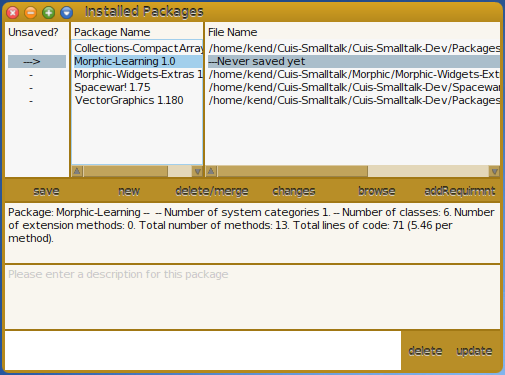 Installed Packages
Unsaved? Package Name File Name
- Collections-CompactArray /home/kend/Cuis-Smalltalk/Cuis-Smalltalk-Dev/Packages
---> Morphic-Learning 1.0 ---Never saved yet
- Morphic-Widgets-Extras 1 /home/kend/Cuis-Smalltalk/Morphic/Morphic-Widgets-Ext
- Spacewar! 1.75 /home/kend/Cuis-Smalltalk/Cuis-Smalltalk-Dev/Spacewar
- VectorGraphics 1.180 /home/kend/Cuis-Smalltalk/Cuis-Smalltalk-Dev/Packages
save new delete/merge changes browse addRequirmnt
Package: Morphic-Learning -- -- Number of system categories 1. -- Number of classes: 6. Number
of extension methods: 0. Total number of methods: 13. Total lines of code: 71 (5.46 per
method).
Please enter a description for this package
delete update